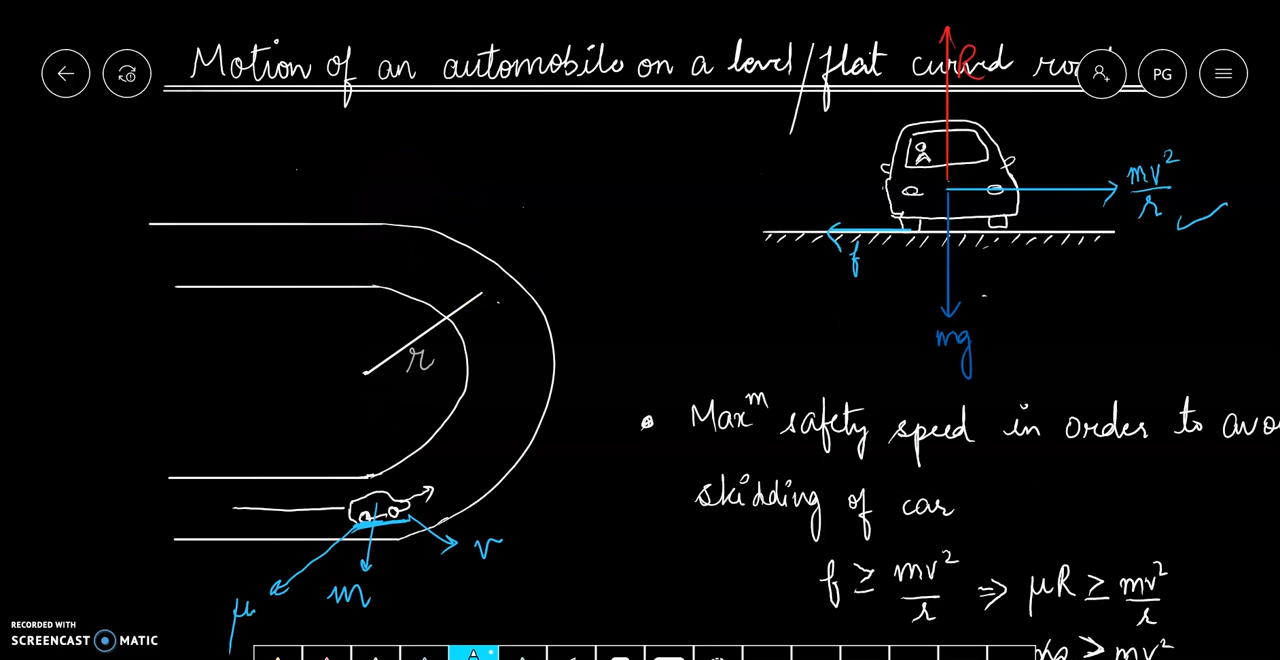 Motion of an automobile on a level/flat curved
R
PG
mv²/r
f
mg
r
• Maxᵐ safety speed in order to
skidding of car
v
m
μ
f ≥ mv²/r ⇒ μR ≥ mv²/r
> mv²
RECORDED WITH
SCREENCAST MATIC